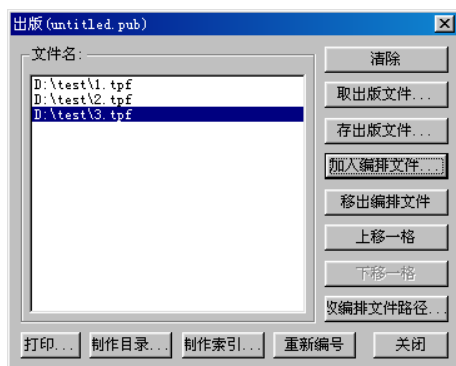 出版(untitled.pub)
文件名:
D:\test\1.tpf
D:\test\2.tpf
D:\test\3.tpf
清除
取出版文件...
存出版文件...
加入编排文件...
移出编排文件
上移一格
下移一格
改编排文件路径...
打印... 制作目录... 制作索引... 重新编号 关闭